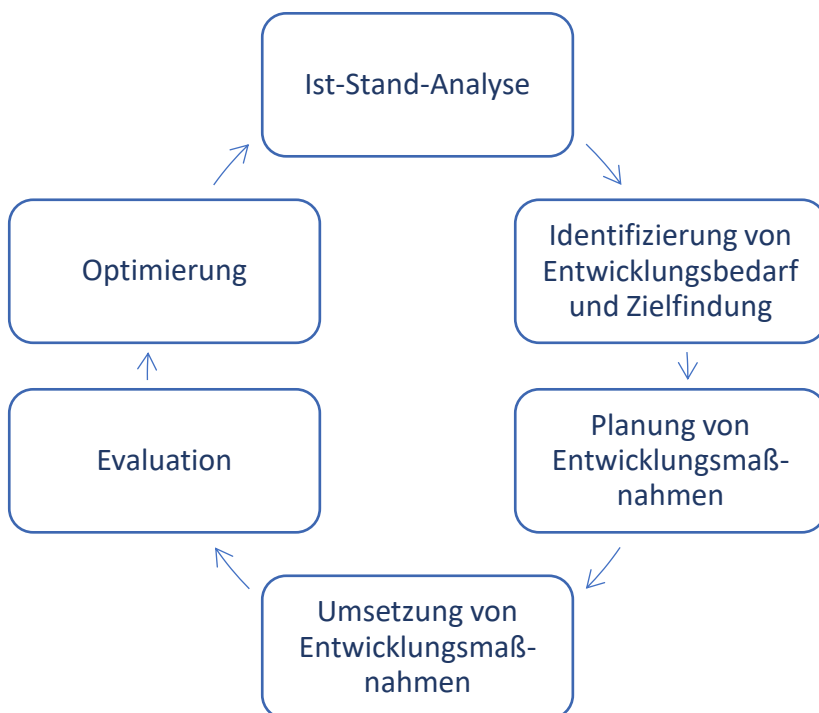 Ist-Stand-Analyse
Identifizierung von
Entwicklungsbedarf
und Zielfindung
Planung von
Entwicklungsmaß-
nahmen
Umsetzung von
Entwicklungsmaß-
nahmen
Evaluation
Optimierung